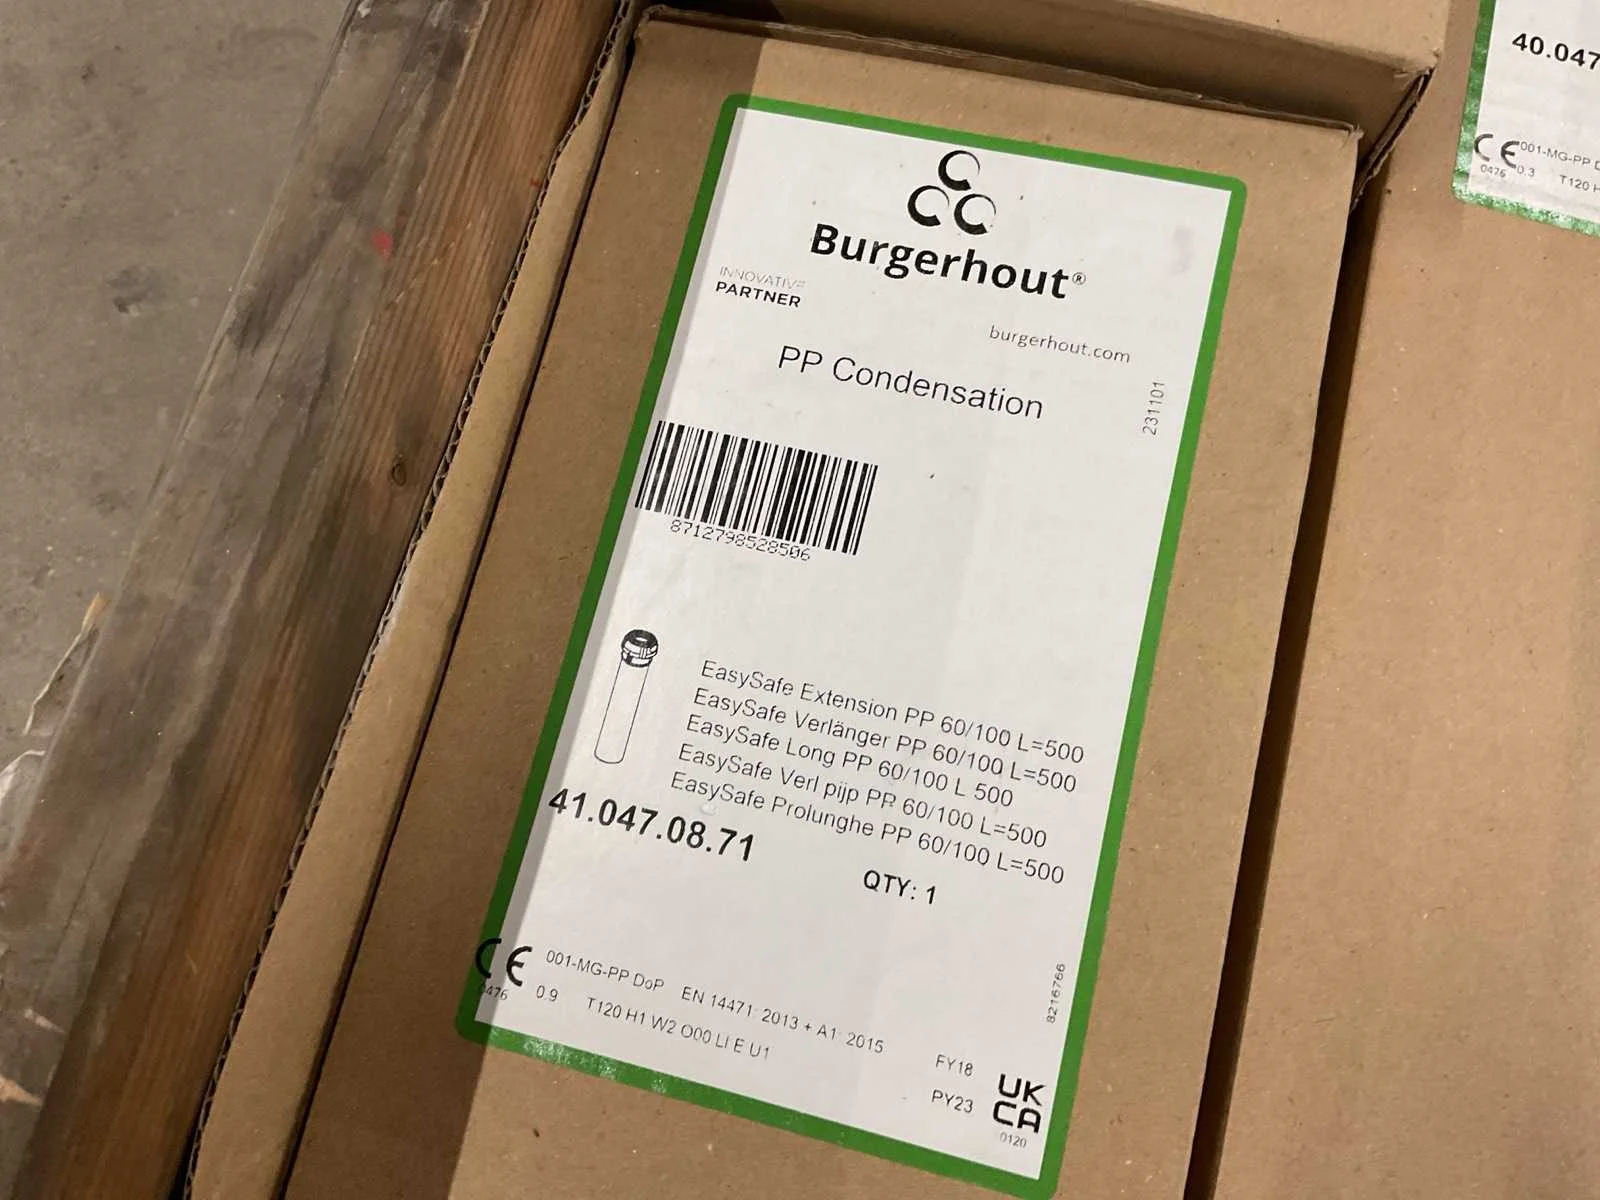 Burgerhout®
INNOVATIVE
PARTNER
burgerhout.com
PP Condensation
231101
8712798528506
EasySafe Extension PP 60/100 L=500
EasySafe Verlänger PP 60/100 L=500
EasySafe Long PP 60/100 L 500
EasySafe Verl pijp PP 60/100 L=500
EasySafe Prolunghe PP 60/100 L=500
41.047.08.71
QTY: 1
8216766
CE 001-MG-PP DoP EN 14471: 2013 + A1: 2015
0476 0.9 T120 H1 W2 O00 LI E U1
FY18
PY23
UK
CA
0120
40.047
CE 001-MG-PP
0476 0.3 T120